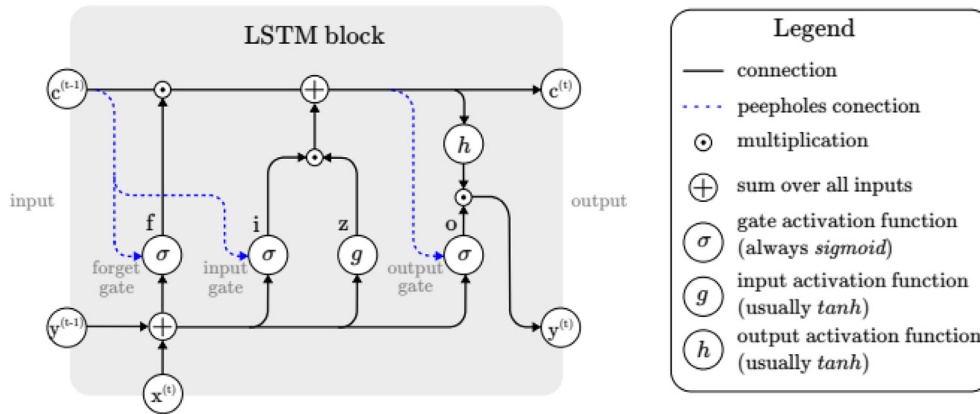 LSTM block
c(t-1)
c(t)
h
input
output
f
i
z
o
σ
σ
g
σ
forget
gate
input
gate
output
gate
y(t-1)
y(t)
x(t)
Legend
connection
peepholes conection
multiplication
sum over all inputs
σ
gate activation function
(always sigmoid)
g
input activation function
(usually tanh)
h
output activation function
(usually tanh)